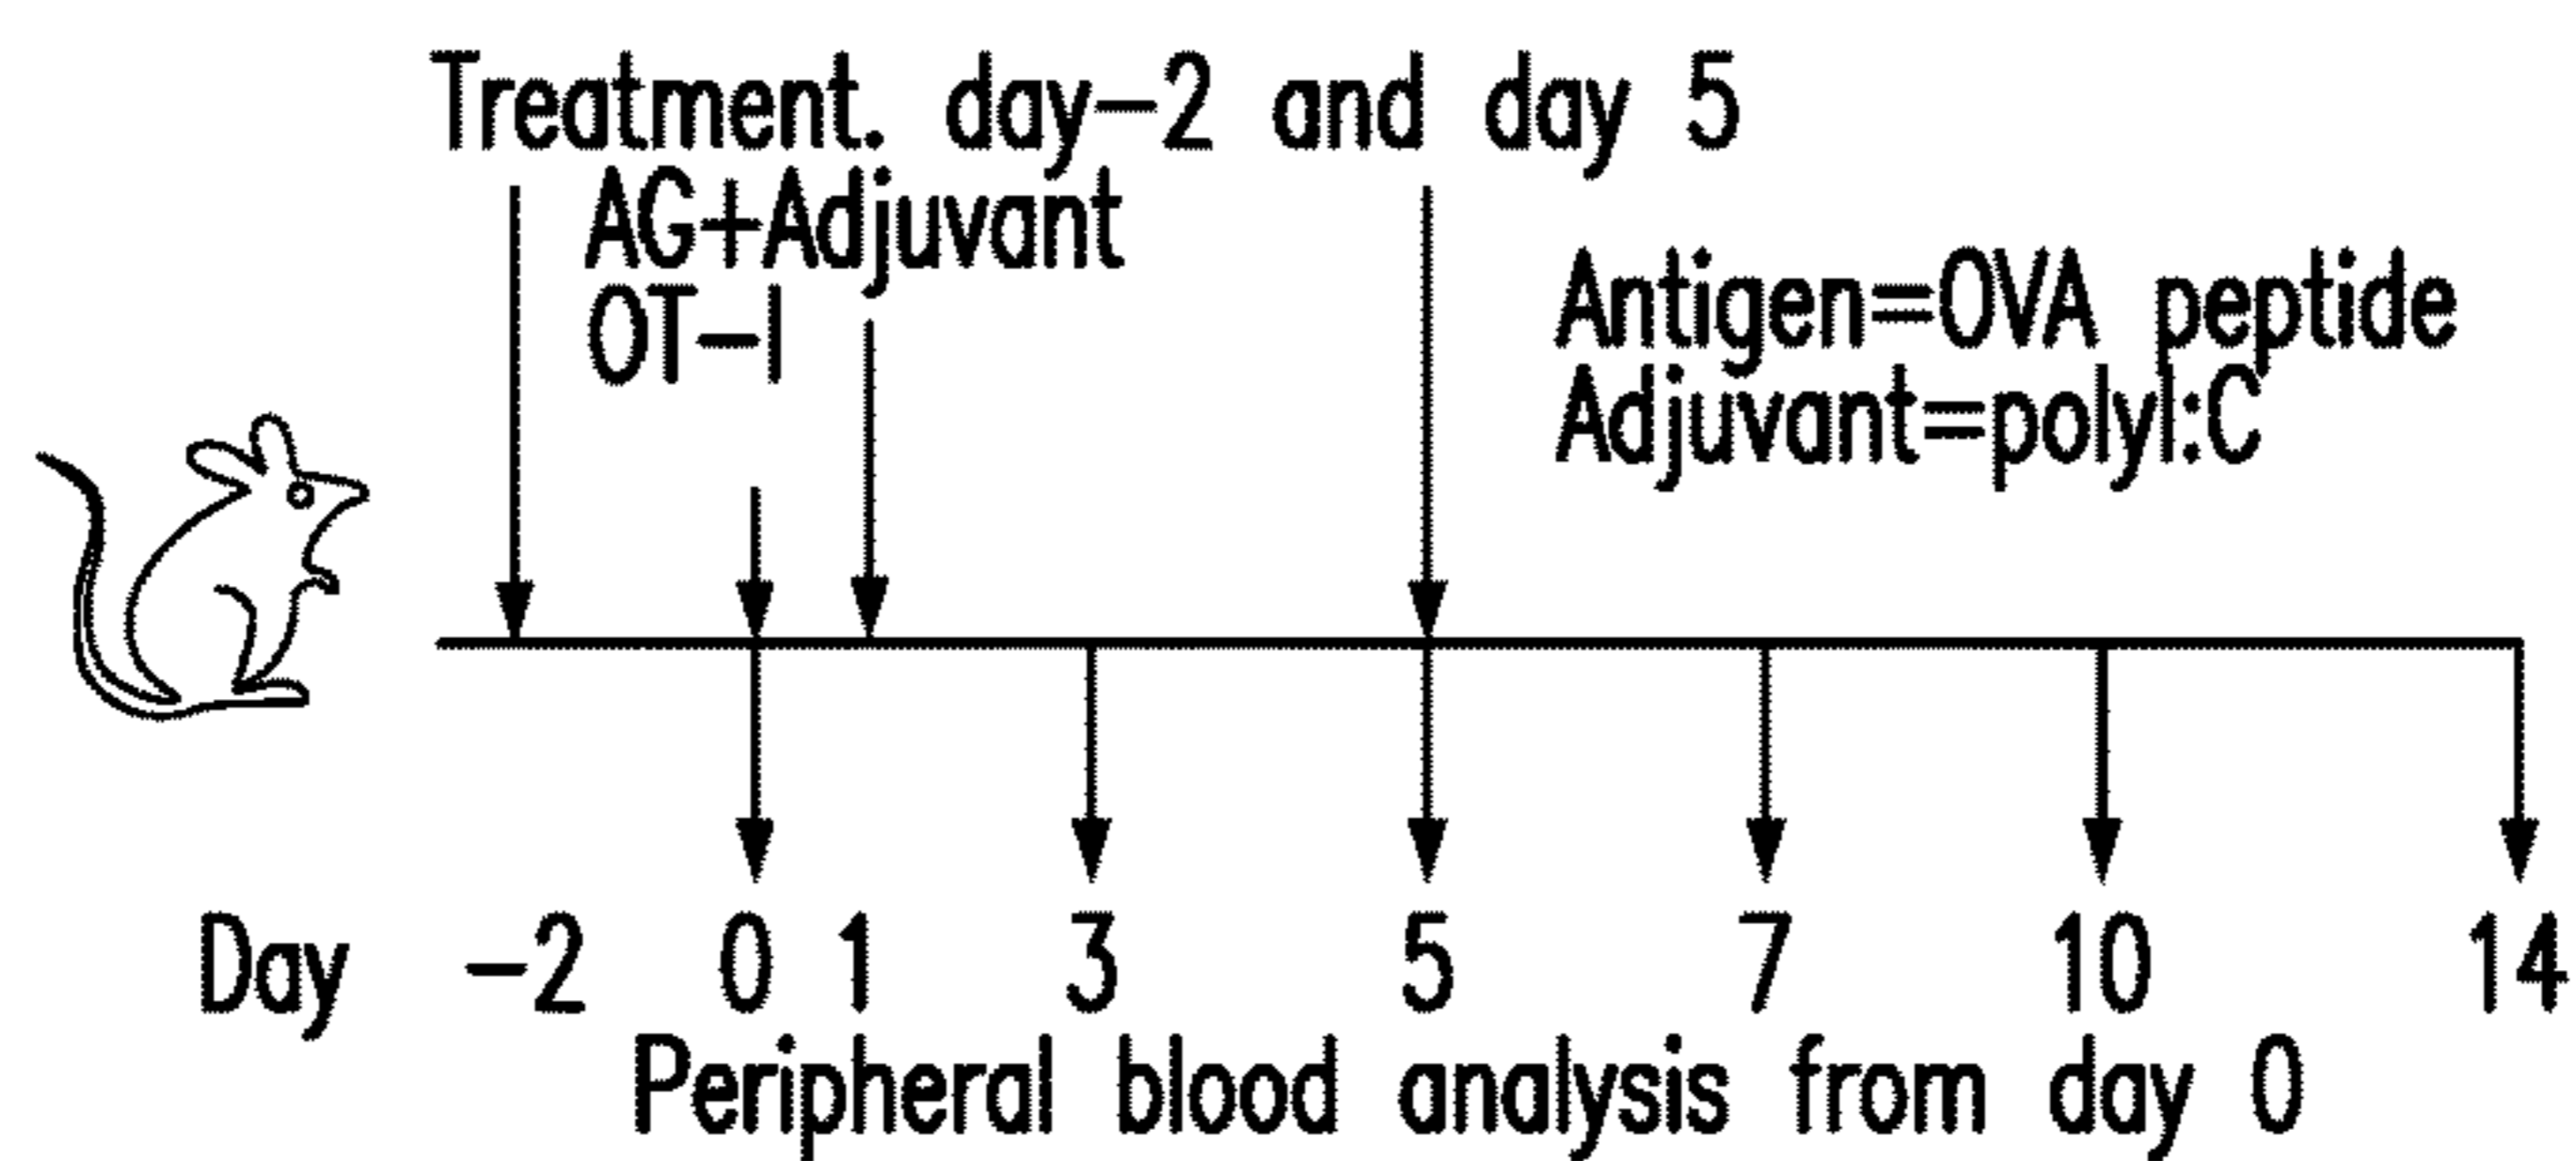 Treatment. day-2 and day 5
AG+Adjuvant
OT-I
Antigen=OVA peptide
Adjuvant=polyI:C
Day -2 0 1 3 5 7 10 14
Peripheral blood analysis from day 0